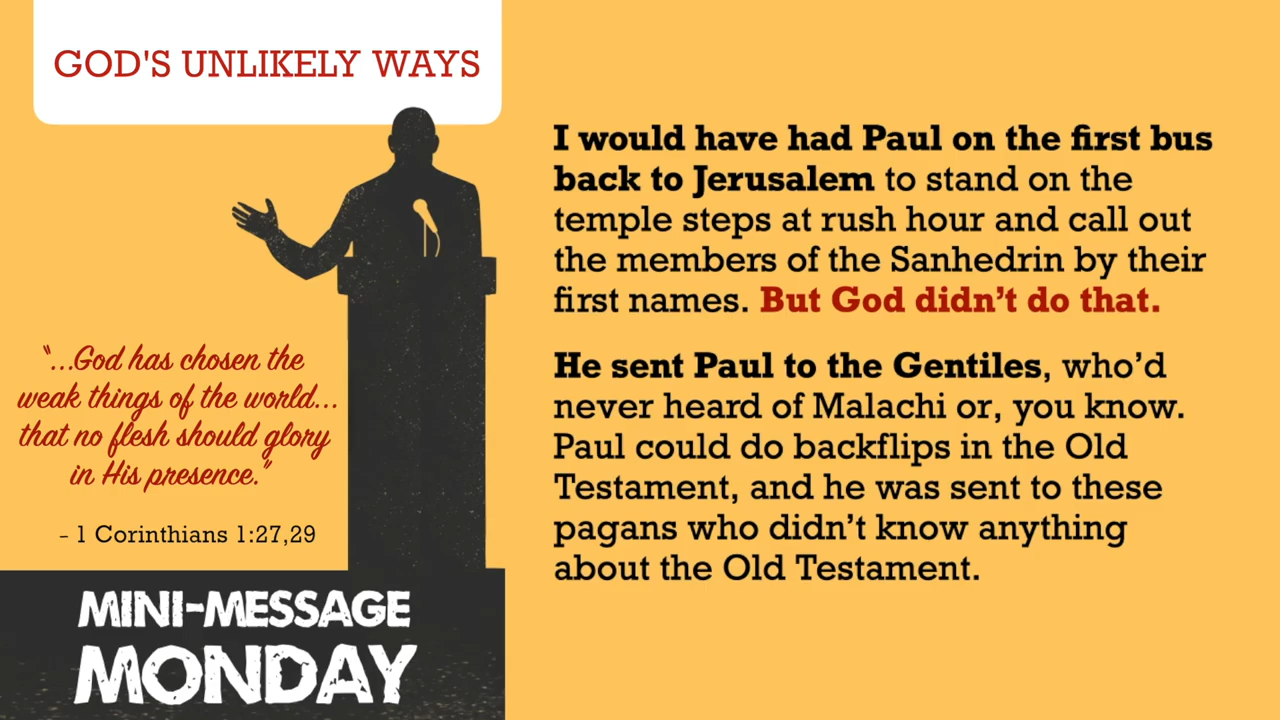 GOD'S UNLIKELY WAYS
"...God has chosen the
weak things of the world...
that no flesh should glory
in His presence."
– 1 Corinthians 1:27,29
MINI-MESSAGE
MONDAY
I would have had Paul on the first bus
back to Jerusalem to stand on the
temple steps at rush hour and call out
the members of the Sanhedrin by their
first names. But God didn’t do that.
He sent Paul to the Gentiles, who’d
never heard of Malachi or, you know.
Paul could do backflips in the Old
Testament, and he was sent to these
pagans who didn’t know anything
about the Old Testament.